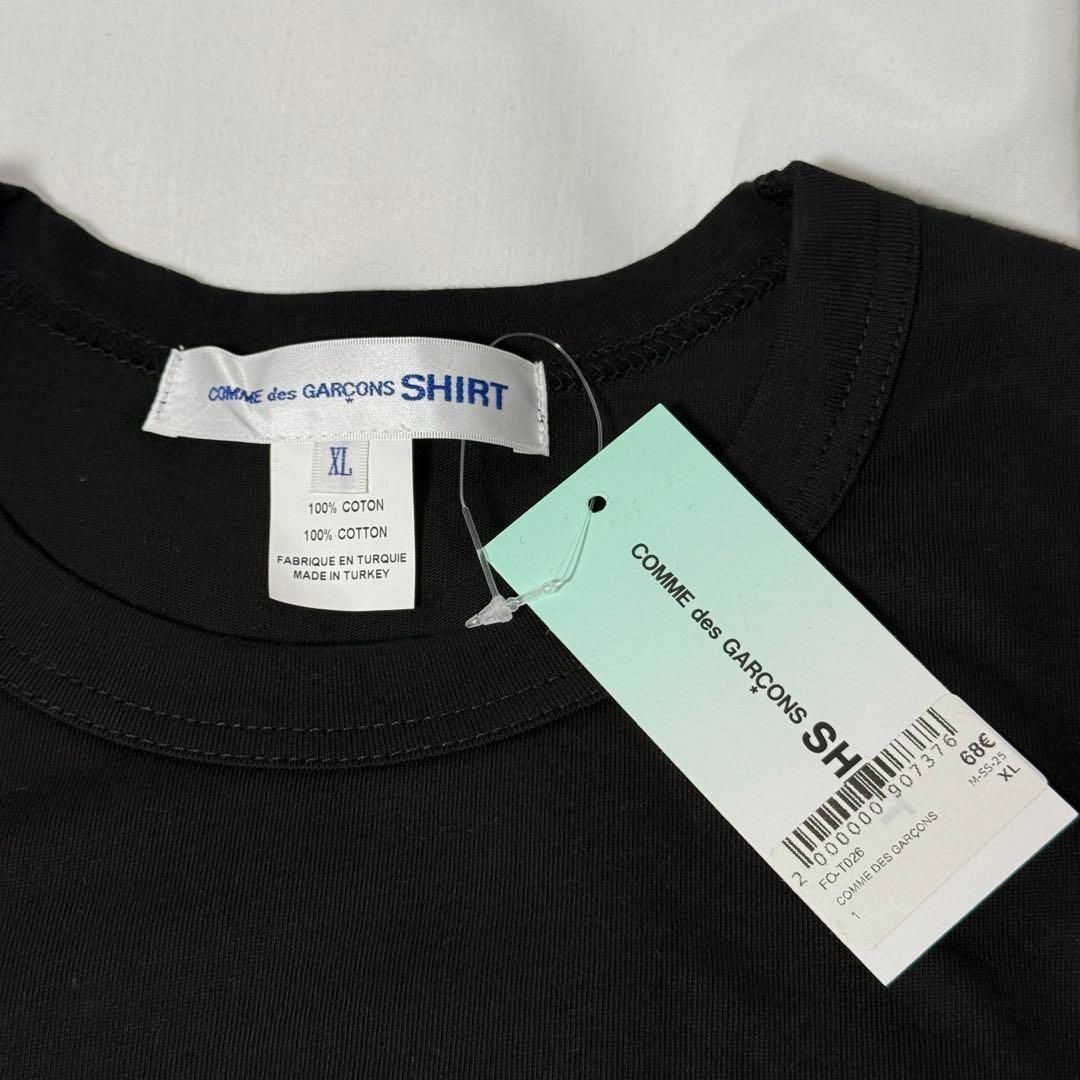 COMME des GARÇONS SHIRT
XL
100% COTON
100% COTTON
FABRIQUE EN TURQUIE
MADE IN TURKEY
COMME des GARÇONS SH
68€
M-SS-25
XL
2 000000 907376
FO-T026
COMME DES GARÇONS
1